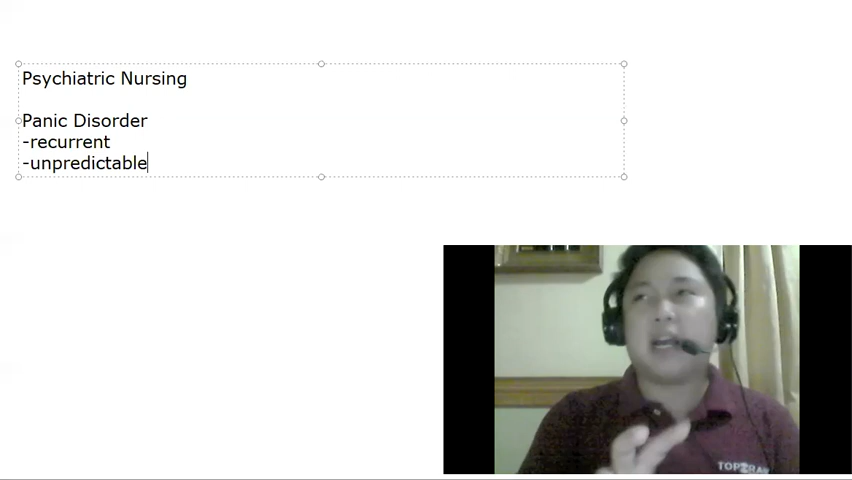 Psychiatric Nursing
Panic Disorder
-recurrent
-unpredictable